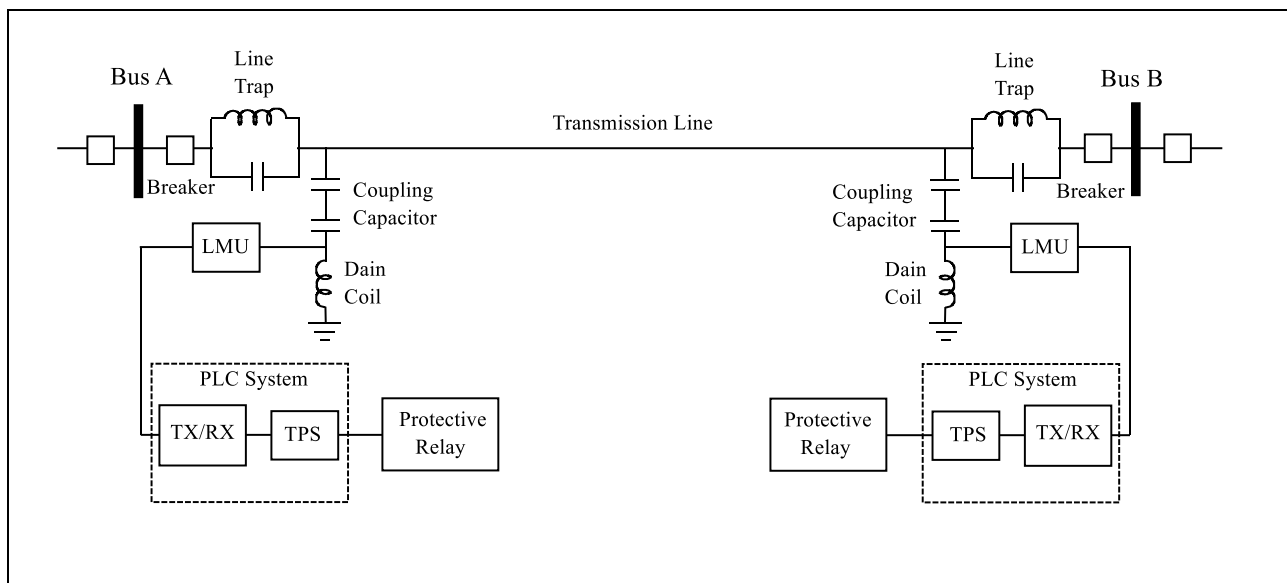 Line
Trap
Bus A
Breaker
Transmission Line
Line
Trap
Bus B
Breaker
Coupling
Capacitor
Coupling
Capacitor
LMU
LMU
Dain
Coil
Dain
Coil
PLC System
TX/RX
TPS
Protective
Relay
PLC System
Protective
Relay
TPS
TX/RX